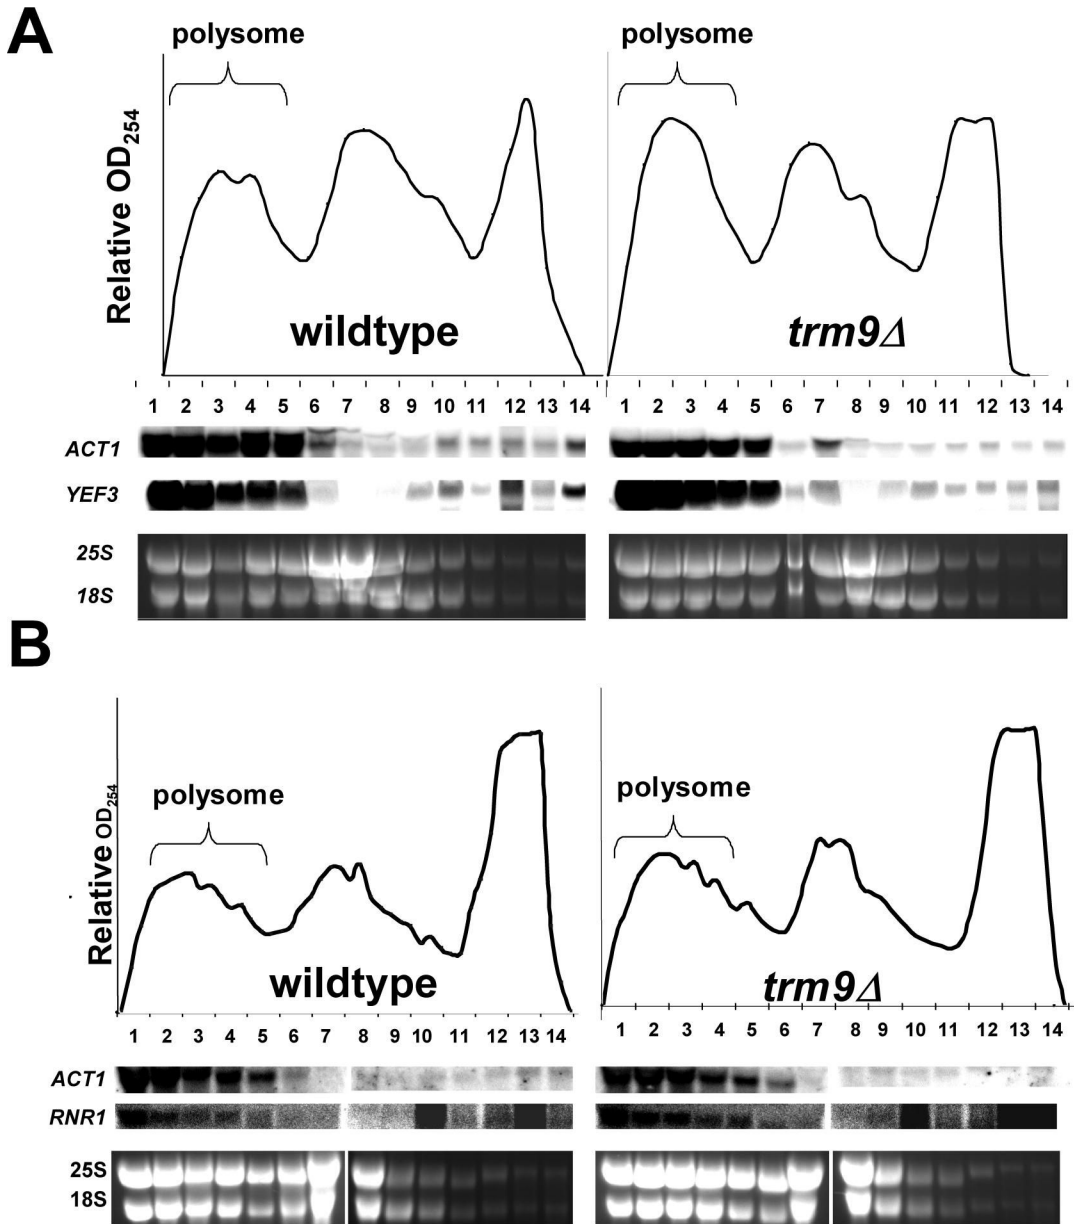 A
polysome polysome
Relative OD254
wildtype trm9Δ
1 2 3 4 5 6 7 8 9 10 11 12 13 14 1 2 3 4 5 6 7 8 9 10 11 12 13 14
ACT1
YEF3
25S
18S
B
polysome polysome
Relative OD254
wildtype trm9Δ
1 2 3 4 5 6 7 8 9 10 11 12 13 14 1 2 3 4 5 6 7 8 9 10 11 12 13 14
ACT1
RNR1
25S
18S